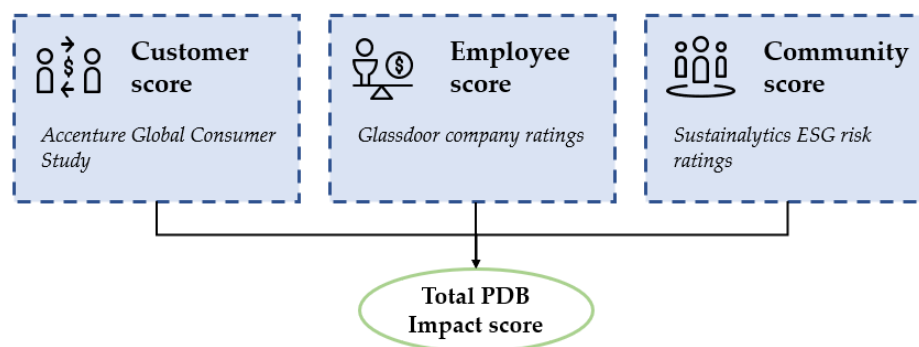 Customer
score
Accenture Global Consumer
Study
Employee
score
Glassdoor company ratings
Community
score
Sustainalytics ESG risk
ratings
Total PDB
Impact score